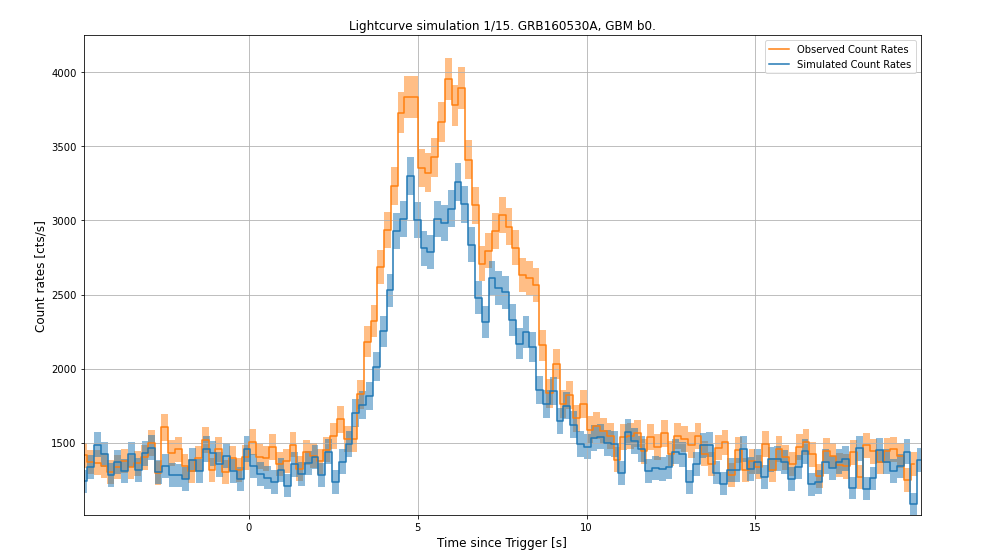 Lightcurve simulation 1/15. GRB160530A, GBM b0.
Observed Count Rates
Simulated Count Rates
Count rates [cts/s]
4000
3500
3000
2500
2000
1500
0
5
10
15
Time since Trigger [s]